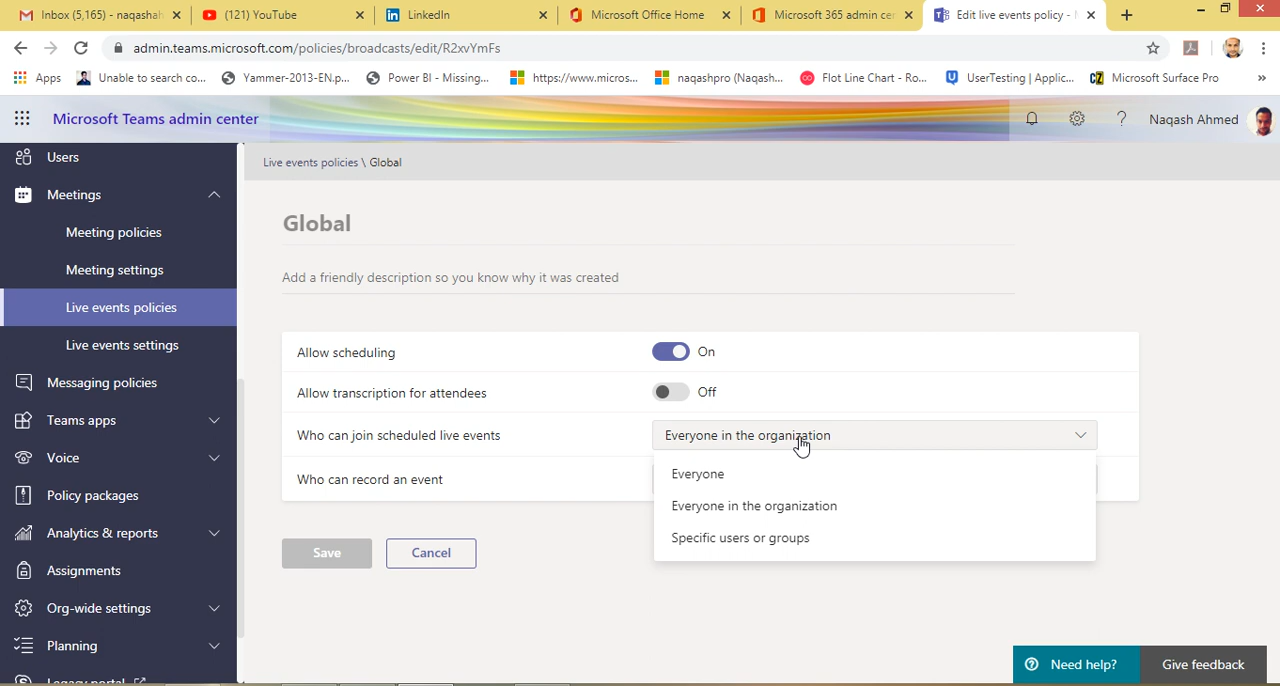 Inbox (5,165) - naqashah
(121) YouTube
LinkedIn
Microsoft Office Home
Microsoft 365 admin cen
Edit live events policy -
admin.teams.microsoft.com/policies/broadcasts/edit/R2xvYmFs
Apps
Unable to search co...
Yammer-2013-EN.p...
Power BI - Missing...
https://www.micros...
naqashpro (Naqash...
Flot Line Chart - Ro...
UserTesting | Applic...
Microsoft Surface Pro
»
Microsoft Teams admin center
?
Naqash Ahmed
Users
Meetings
Meeting policies
Meeting settings
Live events policies
Live events settings
Messaging policies
Teams apps
Voice
Policy packages
Analytics & reports
Assignments
Org-wide settings
Planning
Legacy portal
Live events policies \ Global
Global
Add a friendly description so you know why it was created
Allow scheduling
On
Allow transcription for attendees
Off
Who can join scheduled live events
Everyone in the organization
Everyone
Everyone in the organization
Specific users or groups
Who can record an event
Save
Cancel
Need help?
Give feedback